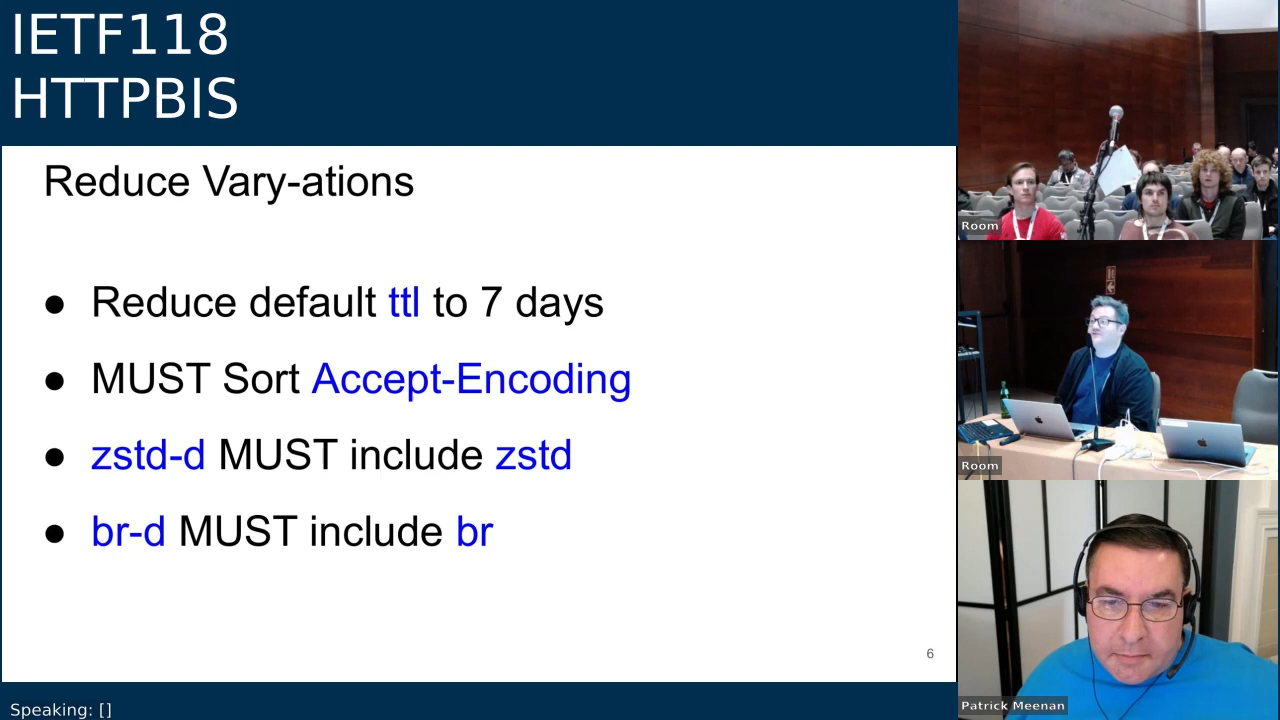 IETF118
HTTPBIS
Reduce Vary-ations
● Reduce default ttl to 7 days
● MUST Sort Accept-Encoding
● zstd-d MUST include zstd
● br-d MUST include br
6
Speaking: []
Room
Room
Patrick Meenan